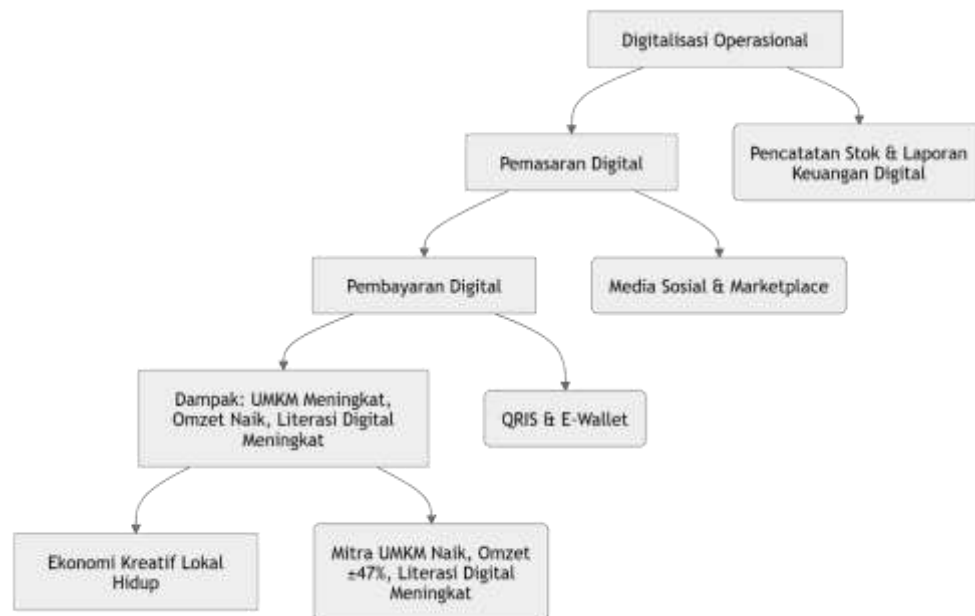 Digitalisasi Operasional
Pemasaran Digital
Pencatatan Stok & Laporan
Keuangan Digital
Pembayaran Digital
Media Sosial & Marketplace
Dampak: UMKM Meningkat,
Omzet Naik, Literasi Digital
Meningkat
QRIS & E-Wallet
Ekonomi Kreatif Lokal
Hidup
Mitra UMKM Naik, Omzet
±47%, Literasi Digital
Meningkat